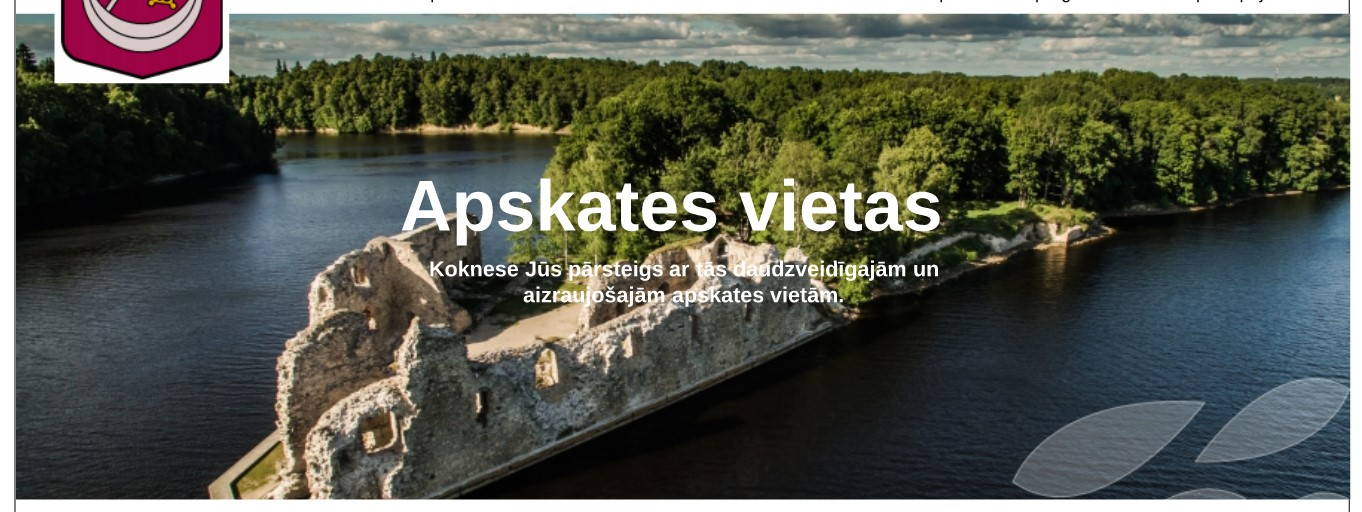 Apskates vietas
Koknese Jūs pārsteigs ar tās daudzveidīgajām un
aizraujošajām apskates vietām.